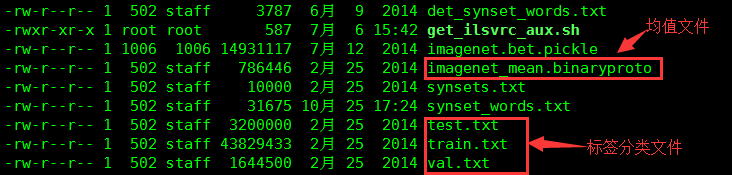 -rw-r--r-- 1  502 staff     3787  6月  9  2014 det_synset_words.txt
-rwxr-xr-x 1 root root       587  7月  6 15:42 get_ilsvrc_aux.sh
均值文件
-rw-r--r-- 1 1006  1006 14931117  7月 12  2014 imagenet.bet.pickle
-rw-r--r-- 1  502 staff   786446  2月 25  2014 imagenet_mean.binaryproto
-rw-r--r-- 1  502 staff    10000  2月 25  2014 synsets.txt
-rw-r--r-- 1  502 staff    31675 10月 25 17:24 synset_words.txt
-rw-r--r-- 1  502 staff  3200000  2月 25  2014 test.txt
-rw-r--r-- 1  502 staff 43829433  2月 25  2014 train.txt
标签分类文件
-rw-r--r-- 1  502 staff  1644500  2月 25  2014 val.txt